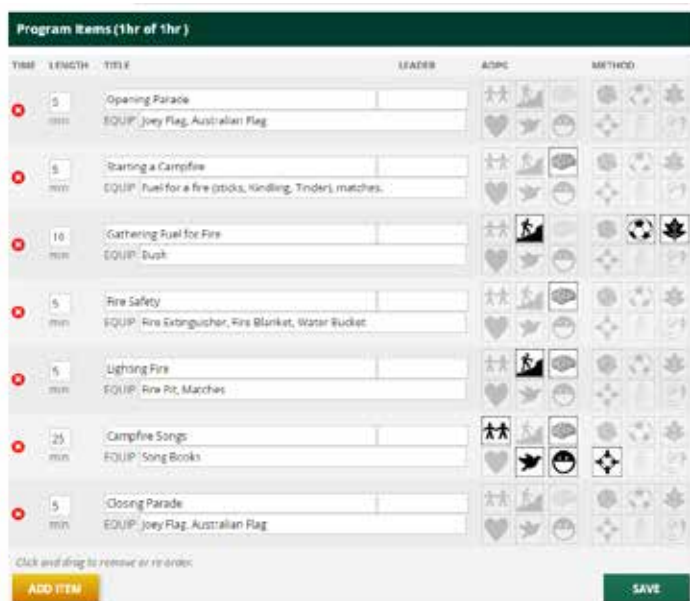 Program Items (1hr of 1hr )
TIME LENGTH TITLE LEADER AOPG METHOD
5 Opening Parade
min EQUIP Joey Flag, Australian Flag
5 Starting a Campfire
min EQUIP Fuel for a fire (sticks, Kindling, Tinder), matches.
10 Gathering Fuel for Fire
min EQUIP Bush
5 Fire Safety
min EQUIP Fire Extinguisher, Fire Blanket, Water Bucket
5 Lighting Fire
min EQUIP Fire Pit, Matches
25 Campfire Songs
min EQUIP Song Books
5 Closing Parade
min EQUIP Joey Flag, Australian Flag
Click and drag to remove or re-order.
ADD ITEM SAVE